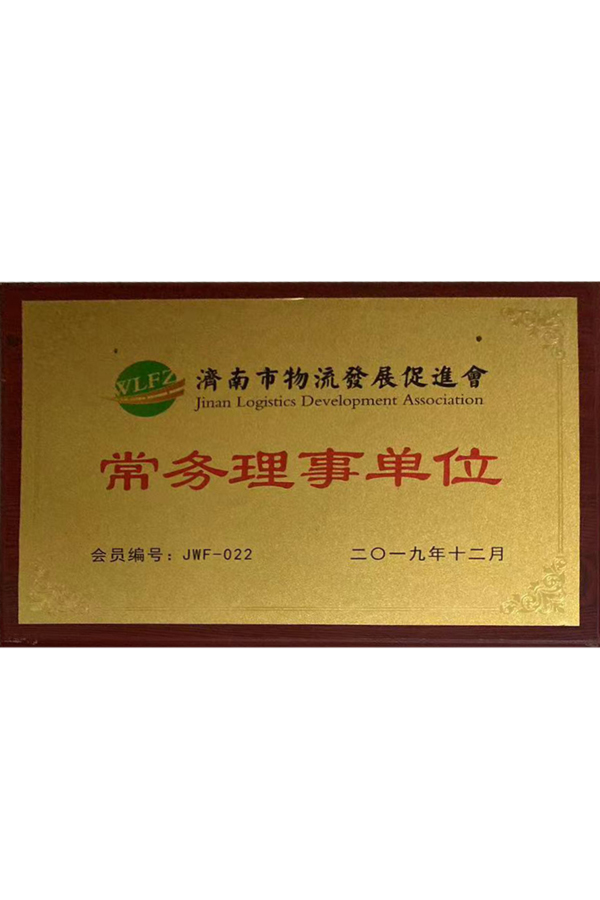 WLFZ
濟南市物流發展促進會
Jinan Logistics Development Association
常务理事单位
会员编号：JWF-022
二〇一九年十二月